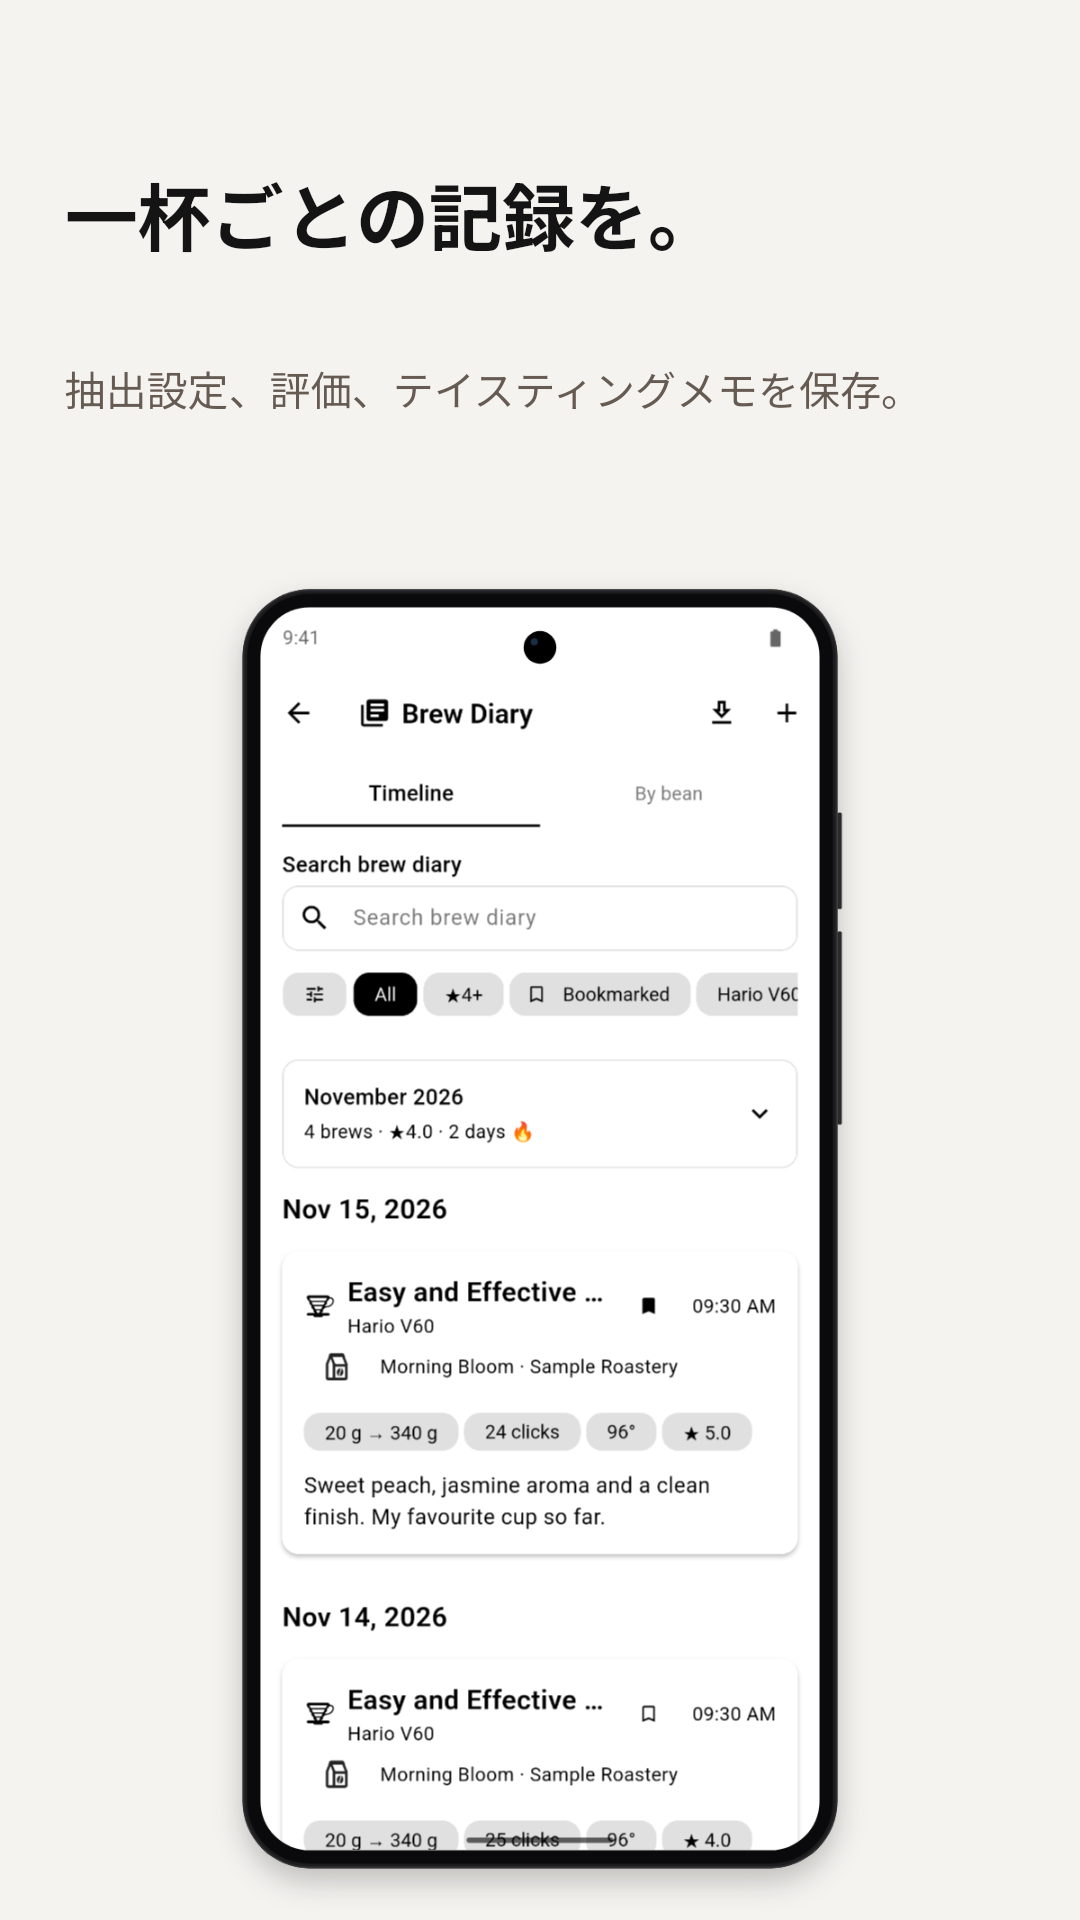 一杯ごとの記録を。
抽出設定、評価、テイスティングメモを保存。
9:41
Brew Diary
Timeline
By bean
Search brew diary
Search brew diary
All
★4+
Bookmarked
Hario V60
November 2026
4 brews · ★4.0 · 2 days 🔥
Nov 15, 2026
Easy and Effective ...
09:30 AM
Hario V60
Morning Bloom · Sample Roastery
20 g → 340 g
24 clicks
96°
★ 5.0
Sweet peach, jasmine aroma and a clean
finish. My favourite cup so far.
Nov 14, 2026
Easy and Effective ...
09:30 AM
Hario V60
Morning Bloom · Sample Roastery
20 g → 340 g
25 clicks
96°
★ 4.0